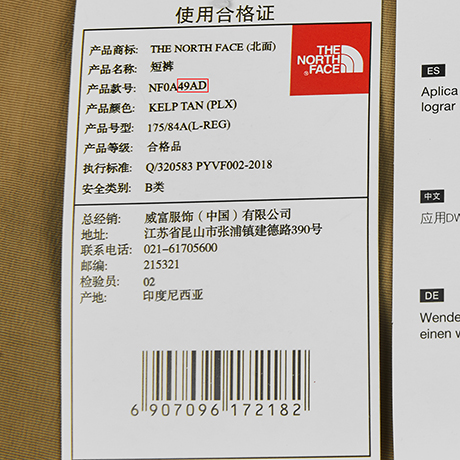 使用合格证
产品商标: THE NORTH FACE (北面)
产品名称: 短裤
产品款号: NF0A49AD
产品颜色: KELP TAN (PLX)
产品号型: 175/84A(L-REG)
产品等级: 合格品
执行标准: Q/320583 PYVF002-2018
安全类别: B类
THE
NORTH
FACE
总经销: 威富服饰(中国)有限公司
地址: 江苏省昆山市张浦镇建德路390号
联系电话: 021-61705600
邮编: 215321
检验员: 02
产地: 印度尼西亚
6 907096 172182
ES
Aplica
lograr
中文
应用DW
DE
Wende
einen w